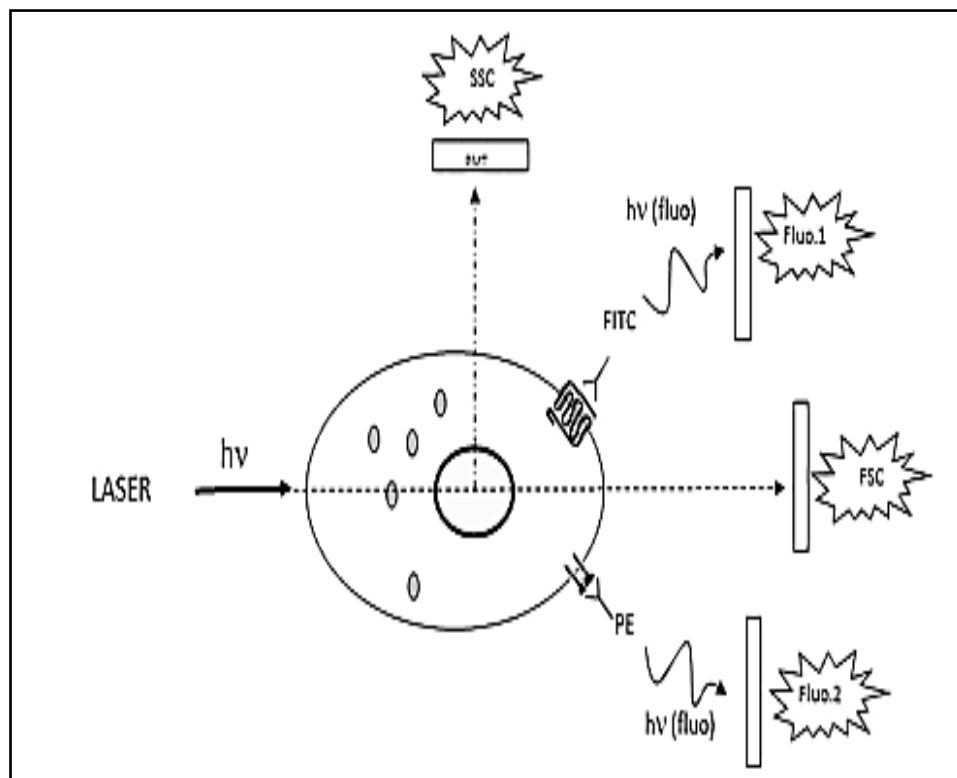 SSC
hν (fluo)
Fluo.1
FITC
hν
LASER
FSC
PE
hν (fluo)
Fluo.2